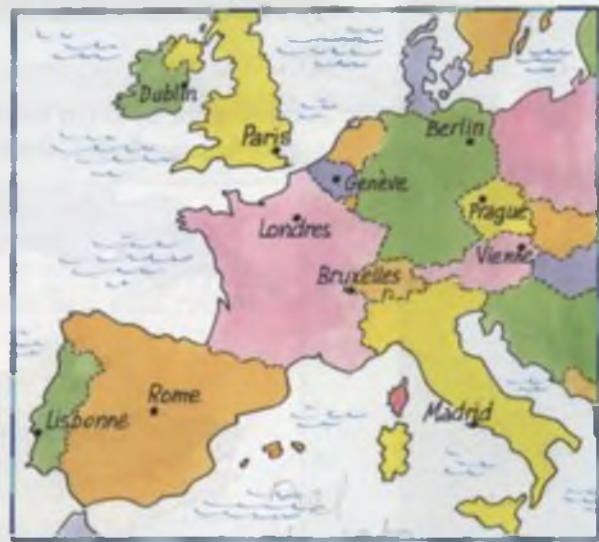 Dublin
Berlin
Paris
Genève
Prague
Londres
Vienne
Bruxelles
Rome
Madrid
Lisbonne